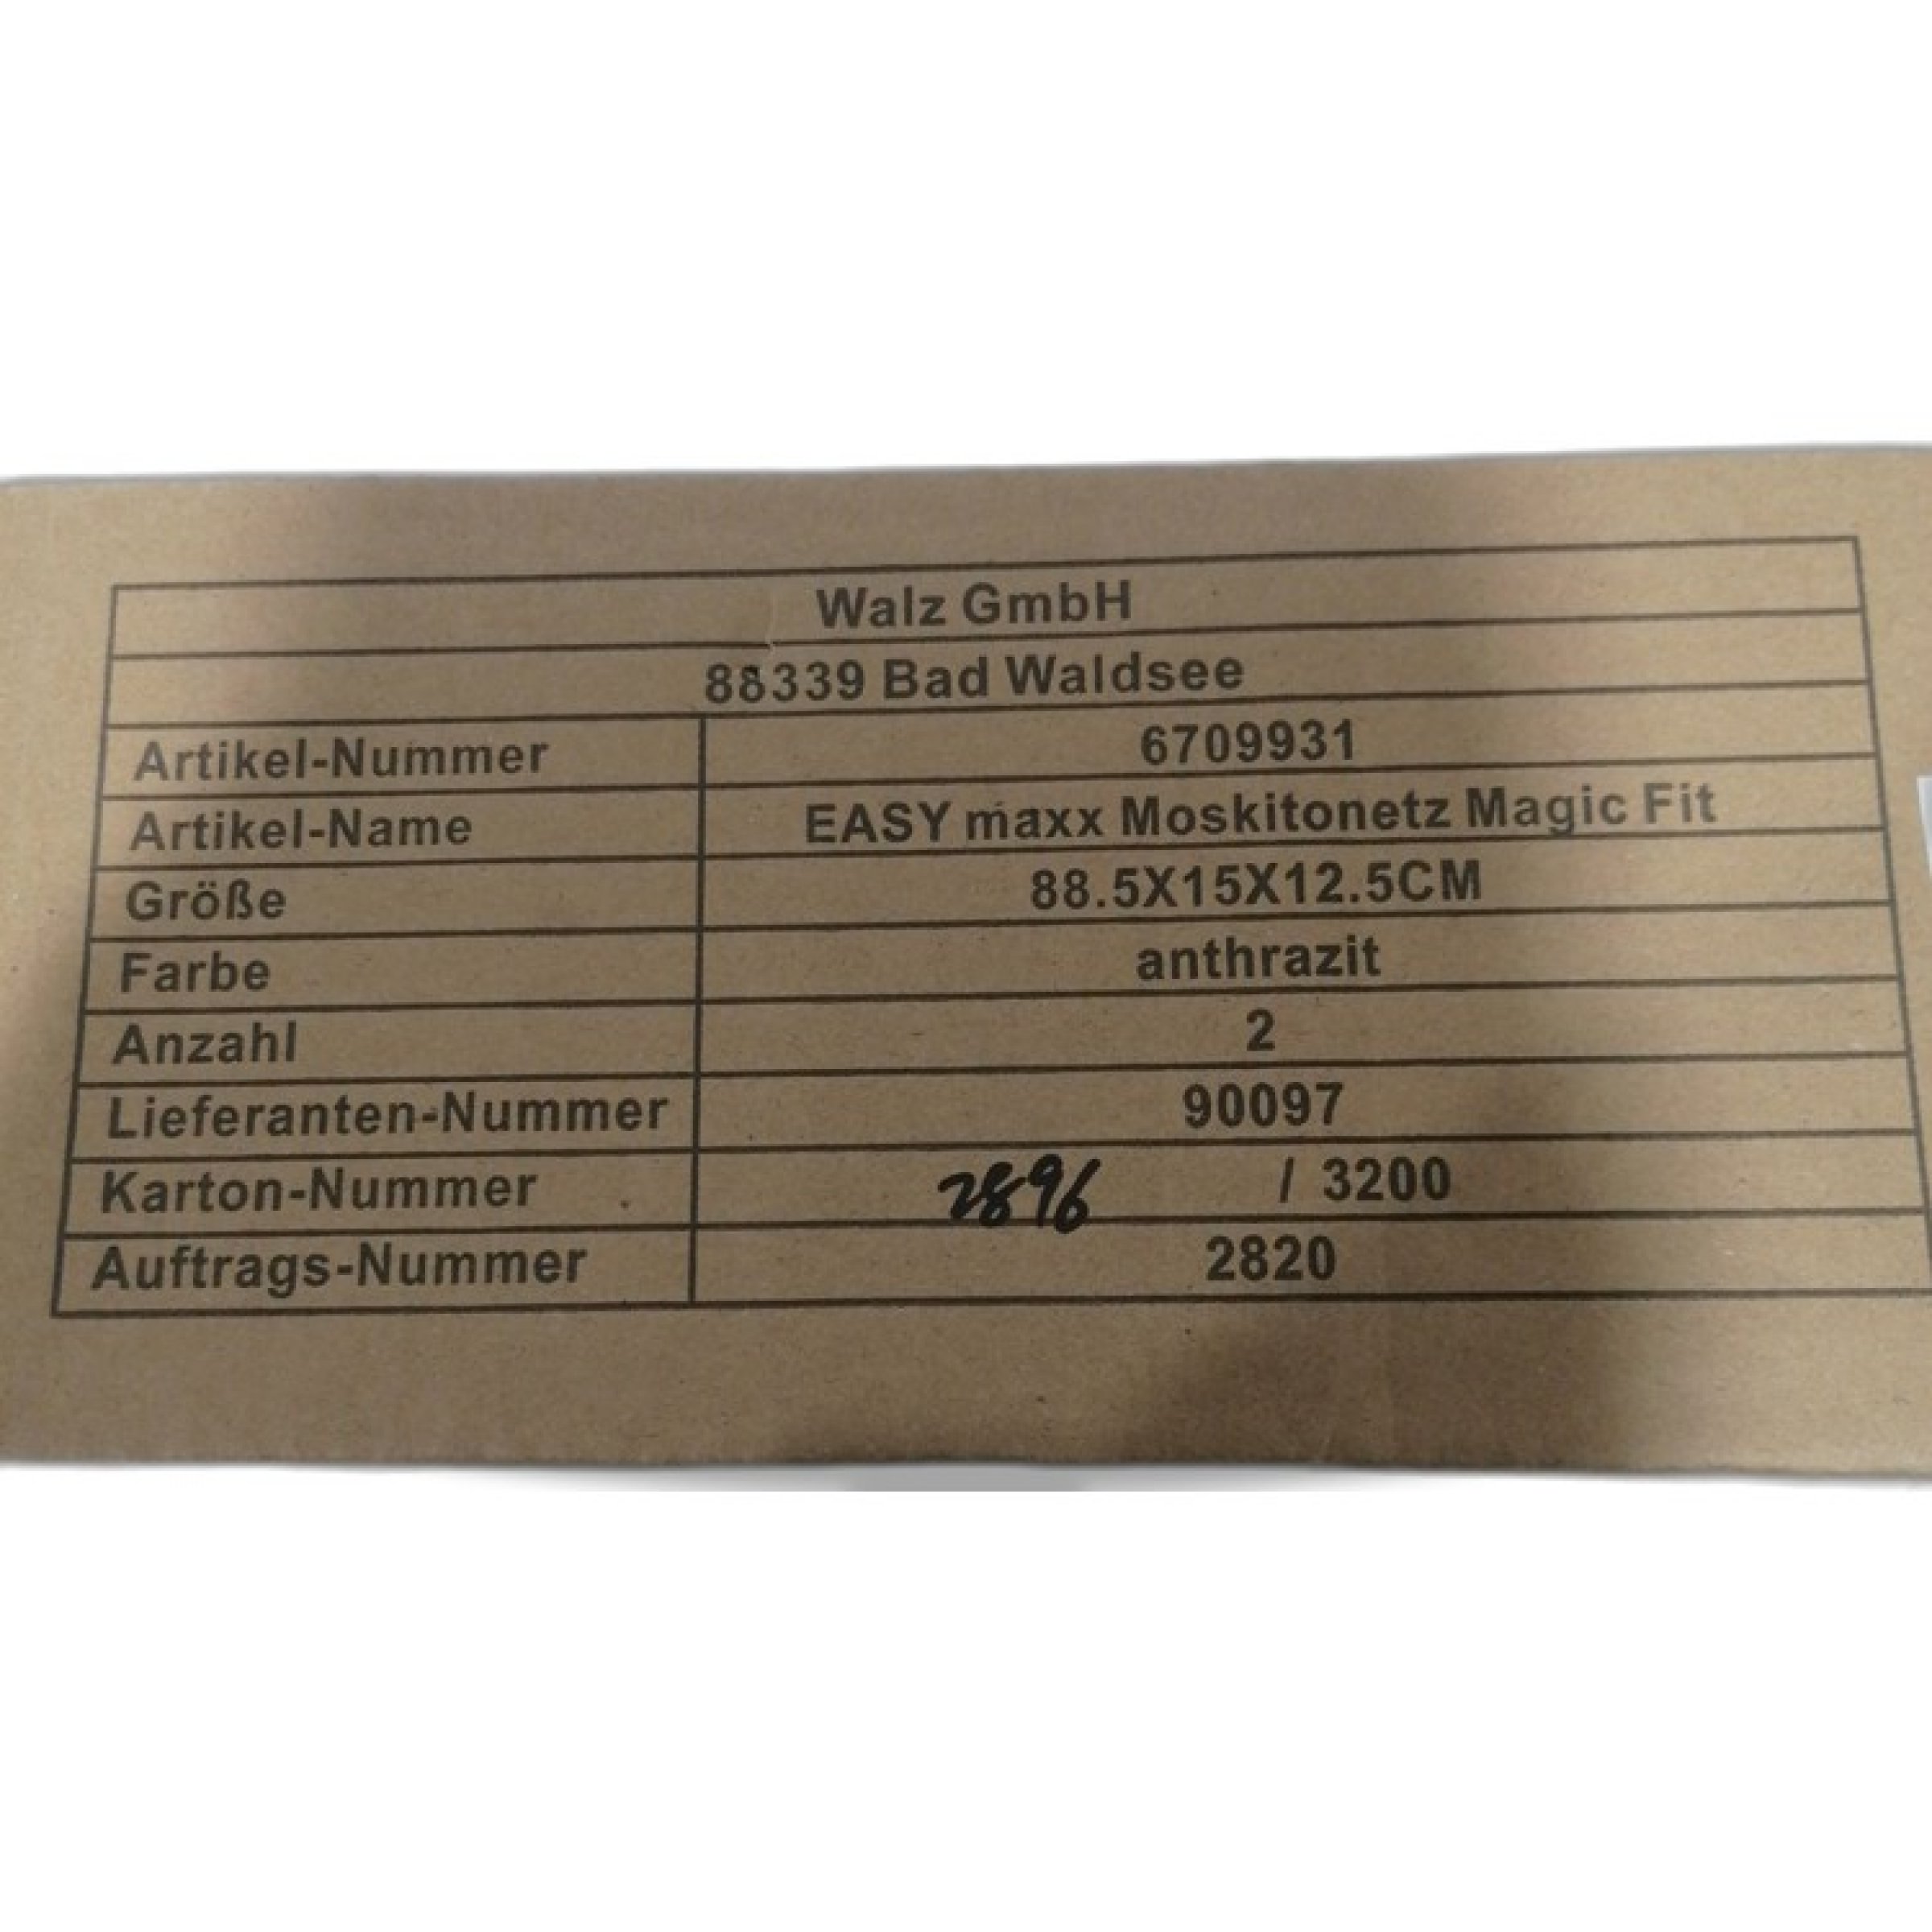 Walz GmbH
88339 Bad Waldsee
Artikel-Nummer 6709931
Artikel-Name EASY maxx Moskitonetz Magic Fit
Größe 88.5X15X12.5CM
Farbe anthrazit
Anzahl 2
Lieferanten-Nummer 90097
Karton-Nummer 2896 / 3200
Auftrags-Nummer 2820